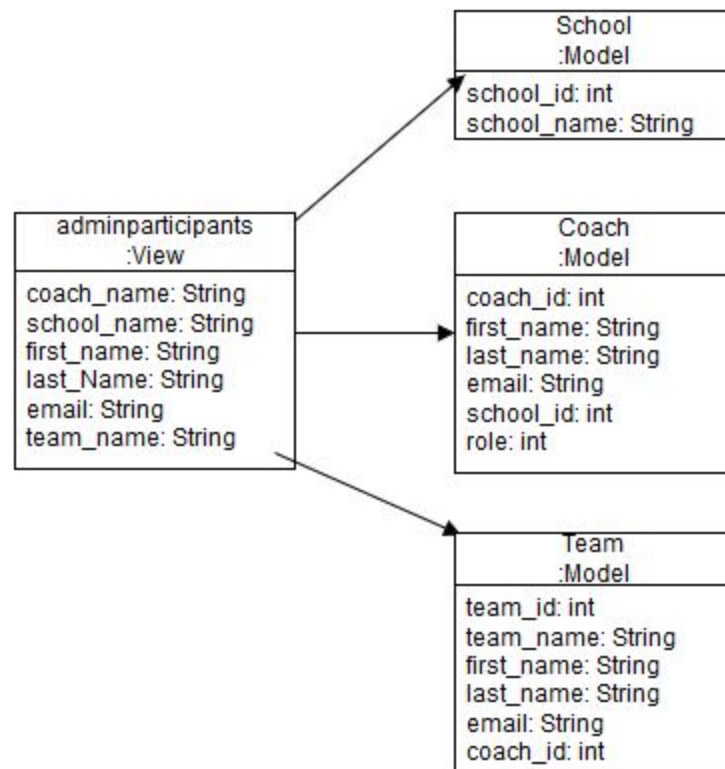 School
:Model
school_id: int
school_name: String
adminparticipants
:View
coach_name: String
school_name: String
first_name: String
last_Name: String
email: String
team_name: String
Coach
:Model
coach_id: int
first_name: String
last_name: String
email: String
school_id: int
role: int
Team
:Model
team_id: int
team_name: String
first_name: String
last_name: String
email: String
coach_id: int